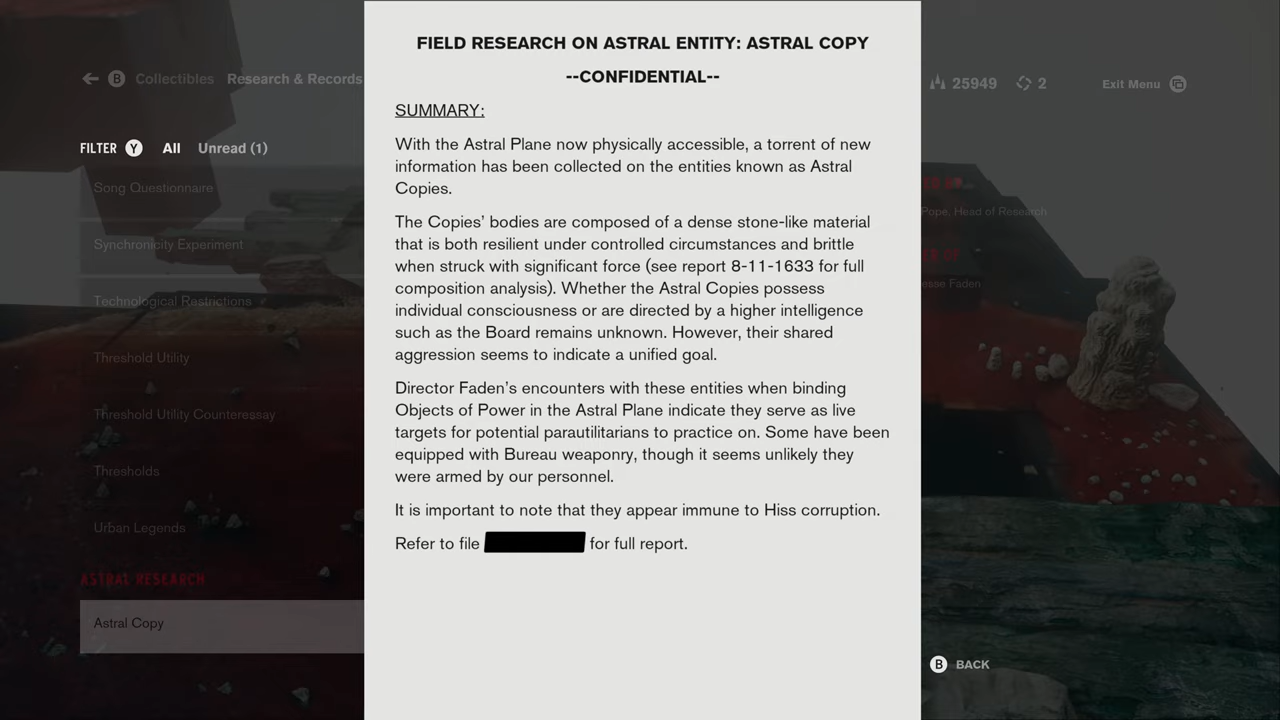 FIELD RESEARCH ON ASTRAL ENTITY: ASTRAL COPY
--CONFIDENTIAL--
SUMMARY:
With the Astral Plane now physically accessible, a torrent of new
information has been collected on the entities known as Astral
Copies.
The Copies' bodies are composed of a dense stone-like material
that is both resilient under controlled circumstances and brittle
when struck with significant force (see report 8-11-1633 for full
composition analysis). Whether the Astral Copies possess
individual consciousness or are directed by a higher intelligence
such as the Board remains unknown. However, their shared
aggression seems to indicate a unified goal.
Director Faden's encounters with these entities when binding
Objects of Power in the Astral Plane indicate they serve as live
targets for potential parautilitarians to practice on. Some have been
equipped with Bureau weaponry, though it seems unlikely they
were armed by our personnel.
It is important to note that they appear immune to Hiss corruption.
Refer to file for full report.
B Collectibles Research & Records
25949 2
Exit Menu
FILTER Y All Unread (1)
Song Questionnaire
Synchronicity Experiment
Technological Restrictions
Threshold Utility
Threshold Utility Counteressay
Thresholds
Urban Legends
ASTRAL RESEARCH
Astral Copy
Pope, Head of Research
Faden
B BACK